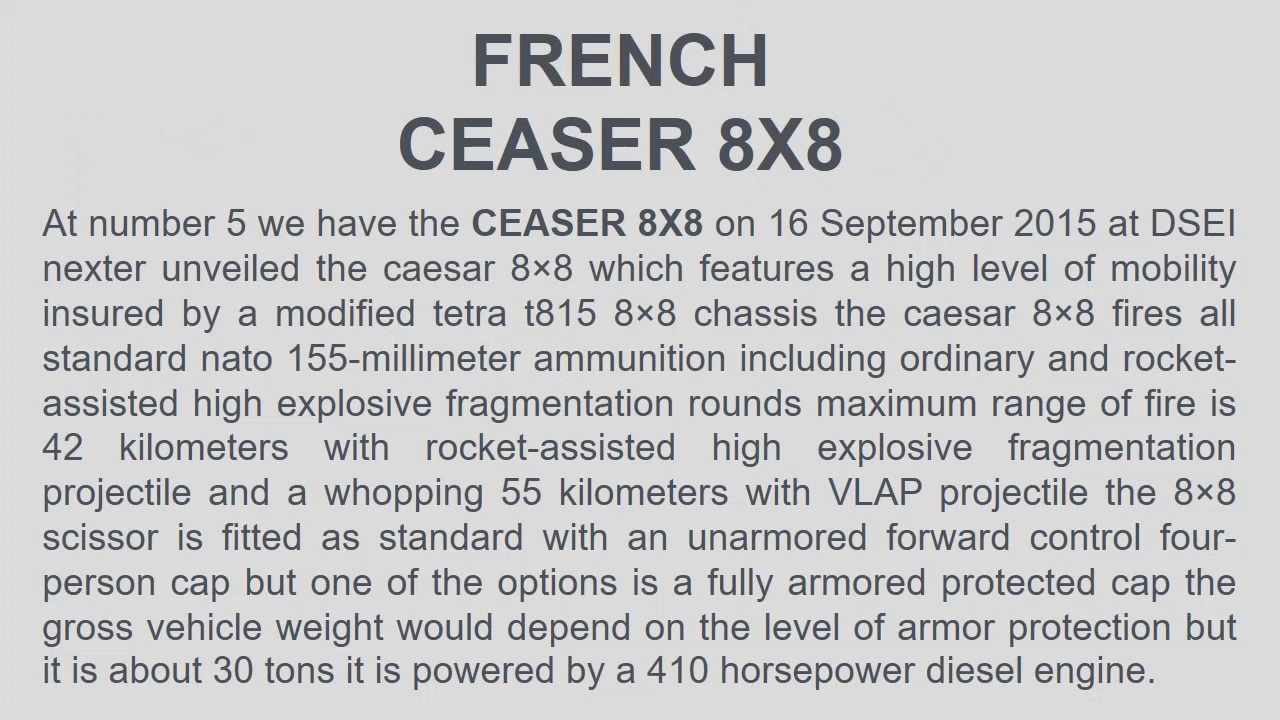 FRENCH
CEASER 8X8
At number 5 we have the CEASER 8X8 on 16 September 2015 at DSEI
nexter unveiled the caesar 8×8 which features a high level of mobility
insured by a modified tetra t815 8×8 chassis the caesar 8×8 fires all
standard nato 155-millimeter ammunition including ordinary and rocket-
assisted high explosive fragmentation rounds maximum range of fire is
42 kilometers with rocket-assisted high explosive fragmentation
projectile and a whopping 55 kilometers with VLAP projectile the 8×8
scissor is fitted as standard with an unarmored forward control four-
person cap but one of the options is a fully armored protected cap the
gross vehicle weight would depend on the level of armor protection but
it is about 30 tons it is powered by a 410 horsepower diesel engine.